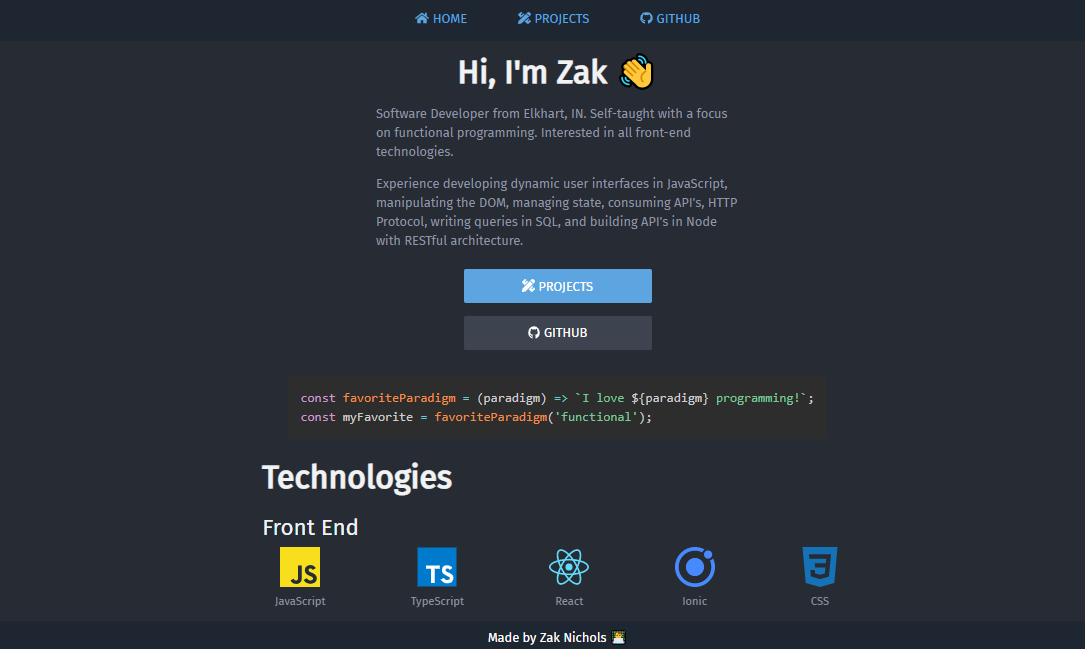 HOME PROJECTS GITHUB
Hi, I'm Zak 👋
Software Developer from Elkhart, IN. Self-taught with a focus
on functional programming. Interested in all front-end
technologies.
Experience developing dynamic user interfaces in JavaScript,
manipulating the DOM, managing state, consuming API's, HTTP
Protocol, writing queries in SQL, and building API's in Node
with RESTful architecture.
PROJECTS
GITHUB
const favoriteParadigm = (paradigm) => `I love ${paradigm} programming!`;
const myFavorite = favoriteParadigm('functional');
Technologies
Front End
JS TS 3
JavaScript TypeScript React Ionic CSS
Made by Zak Nichols 👨‍💻